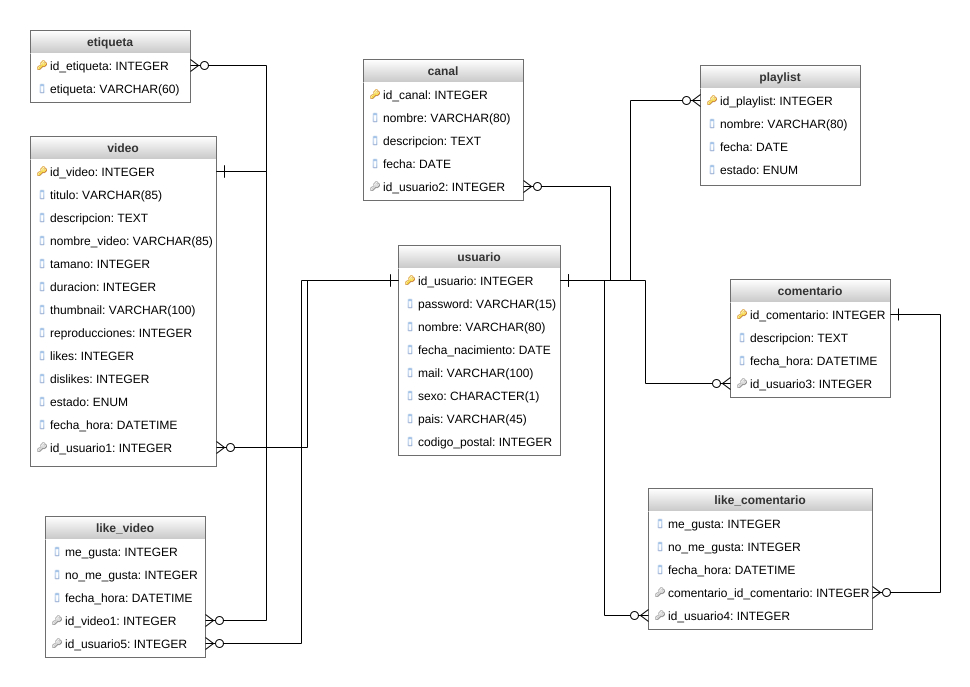 etiqueta
id_etiqueta: INTEGER
etiqueta: VARCHAR(60)
video
id_video: INTEGER
titulo: VARCHAR(85)
descripcion: TEXT
nombre_video: VARCHAR(85)
tamano: INTEGER
duracion: INTEGER
thumbnail: VARCHAR(100)
reproducciones: INTEGER
likes: INTEGER
dislikes: INTEGER
estado: ENUM
fecha_hora: DATETIME
id_usuario1: INTEGER
like_video
me_gusta: INTEGER
no_me_gusta: INTEGER
fecha_hora: DATETIME
id_video1: INTEGER
id_usuario5: INTEGER
canal
id_canal: INTEGER
nombre: VARCHAR(80)
descripcion: TEXT
fecha: DATE
id_usuario2: INTEGER
usuario
id_usuario: INTEGER
password: VARCHAR(15)
nombre: VARCHAR(80)
fecha_nacimiento: DATE
mail: VARCHAR(100)
sexo: CHARACTER(1)
pais: VARCHAR(45)
codigo_postal: INTEGER
playlist
id_playlist: INTEGER
nombre: VARCHAR(80)
fecha: DATE
estado: ENUM
comentario
id_comentario: INTEGER
descripcion: TEXT
fecha_hora: DATETIME
id_usuario3: INTEGER
like_comentario
me_gusta: INTEGER
no_me_gusta: INTEGER
fecha_hora: DATETIME
comentario_id_comentario: INTEGER
id_usuario4: INTEGER